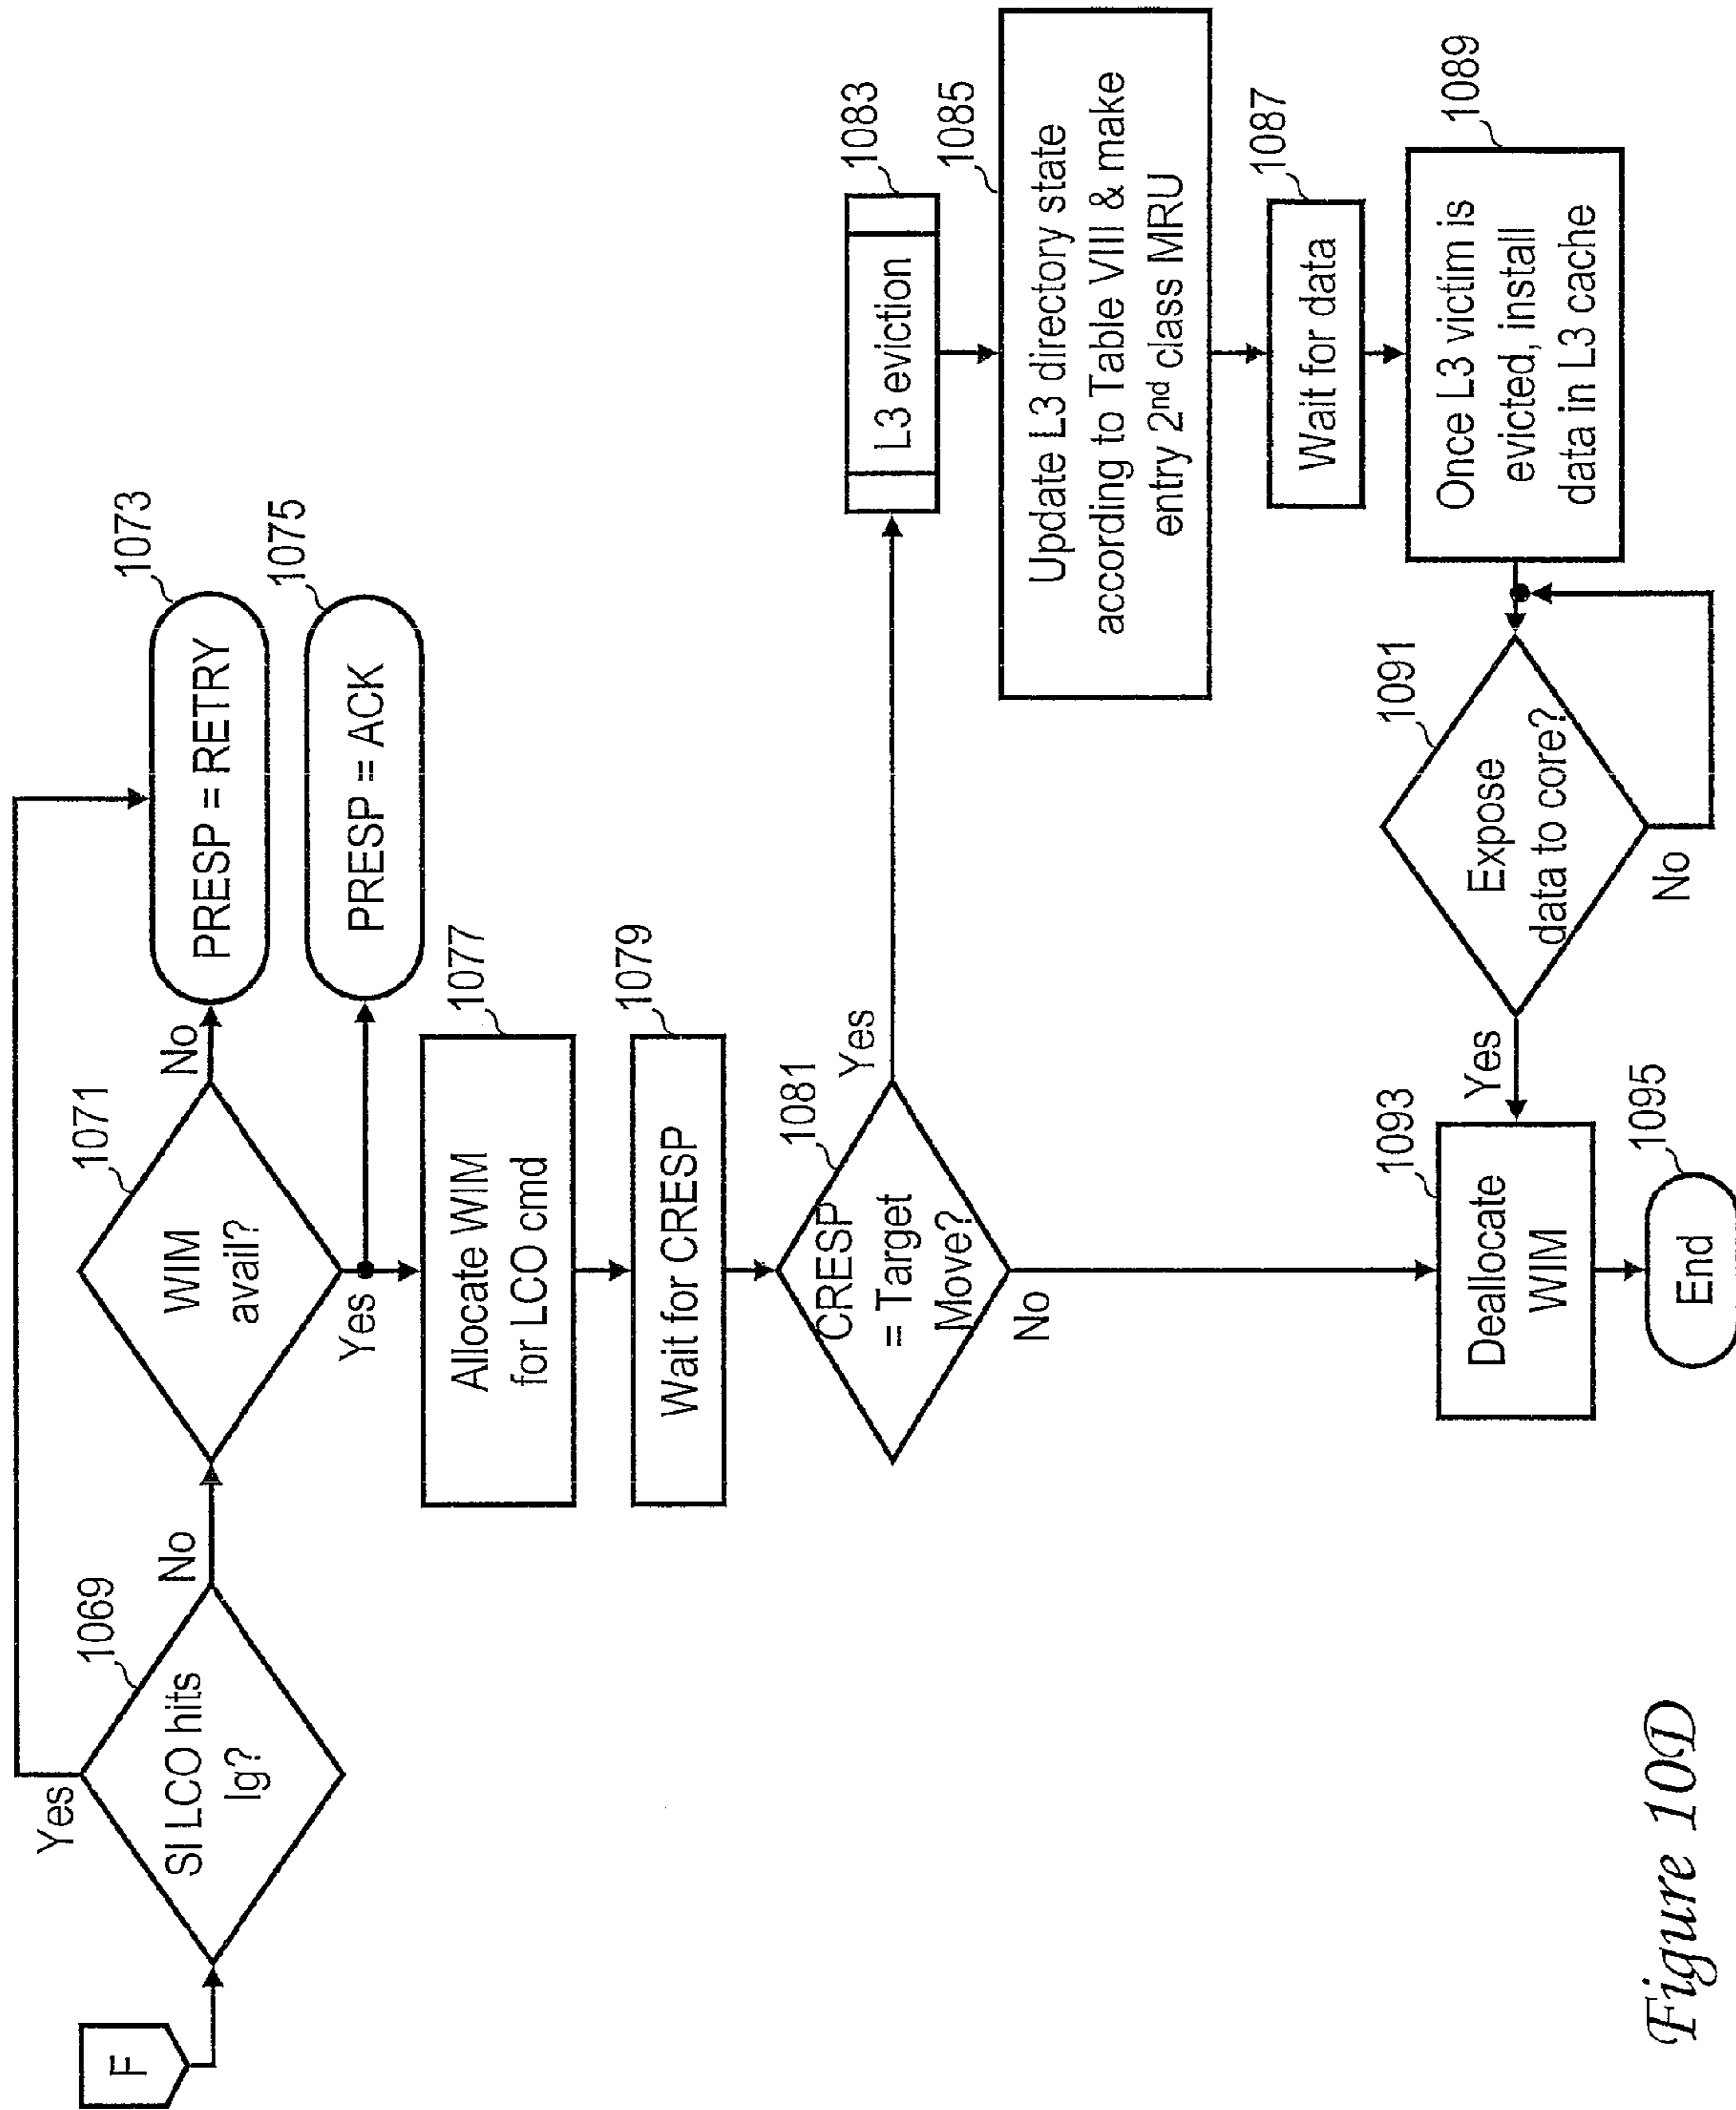 F
Yes
SI LCO hits
Ig?
1069
No
WIM
avail?
1071
No
PRESP = RETRY
1073
PRESP = ACK
1075
Yes
Allocate WIM
for LCO cmd
1077
Wait for CRESP
1079
CRESP
= Target
Move?
1081
Yes
No
L3 eviction
1083
Update L3 directory state
according to Table VIII & make
entry 2nd class MRU
1085
Wait for data
1087
Once L3 victim is
evicted, install
data in L3 cache
1089
Expose
data to core?
1091
No
Yes
Deallocate
WIM
1093
End
1095
Figure 10D